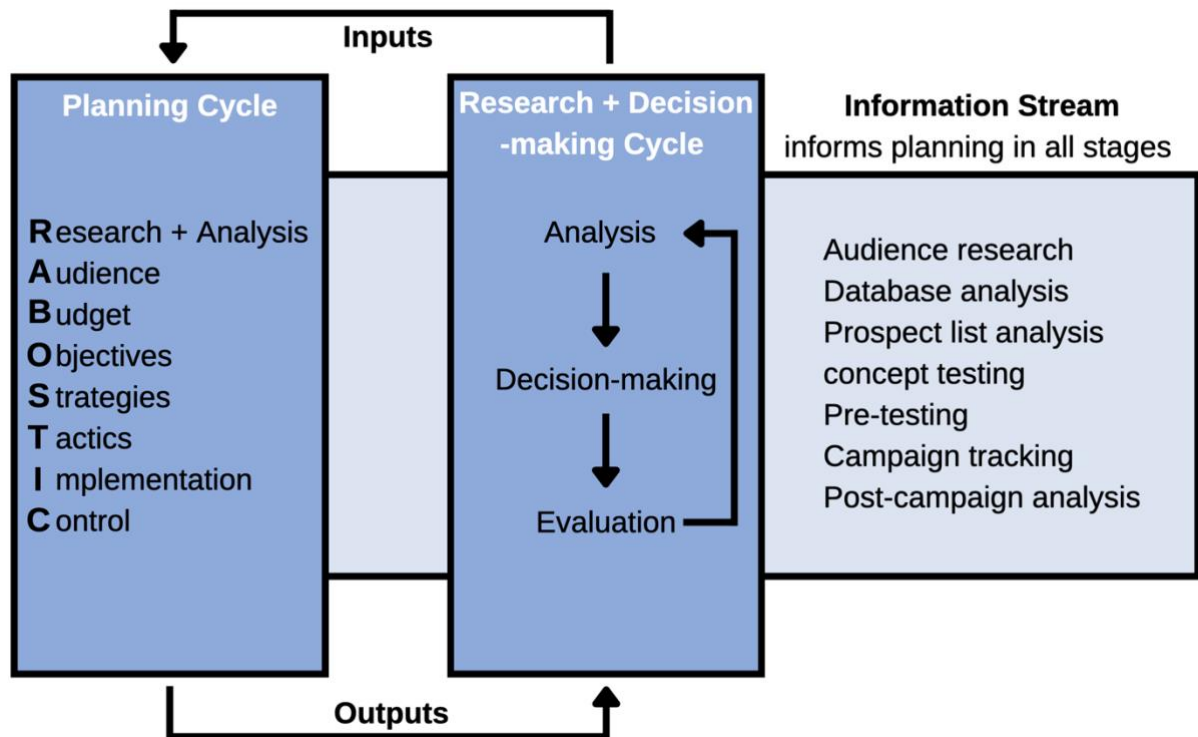 Inputs
Planning Cycle
Research + Analysis
Audience
Budget
Objectives
Strategies
Tactics
Implementation
Control
Research + Decision
-making Cycle
Analysis
Decision-making
Evaluation
Information Stream
informs planning in all stages
Audience research
Database analysis
Prospect list analysis
concept testing
Pre-testing
Campaign tracking
Post-campaign analysis
Outputs